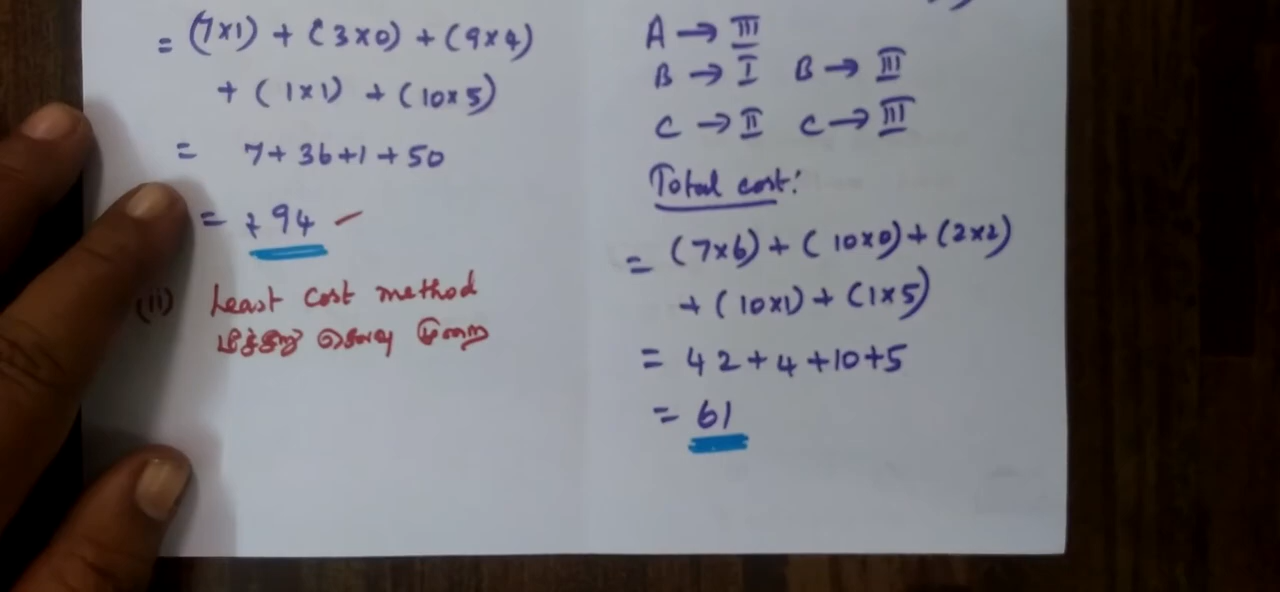 = (7×1) + (3×0) + (9×4)
+ (1×1) + (10×5)
= 7+36+1+50
= ₹ 94
(ii) Least cost method
மீச்சிறு செலவு முறை
A → III
B → I B → III
C → II C → III
Total cost:
= (7×6) + (10×0) + (2×2)
+ (10×1) + (1×5)
= 42+4+10+5
= 61